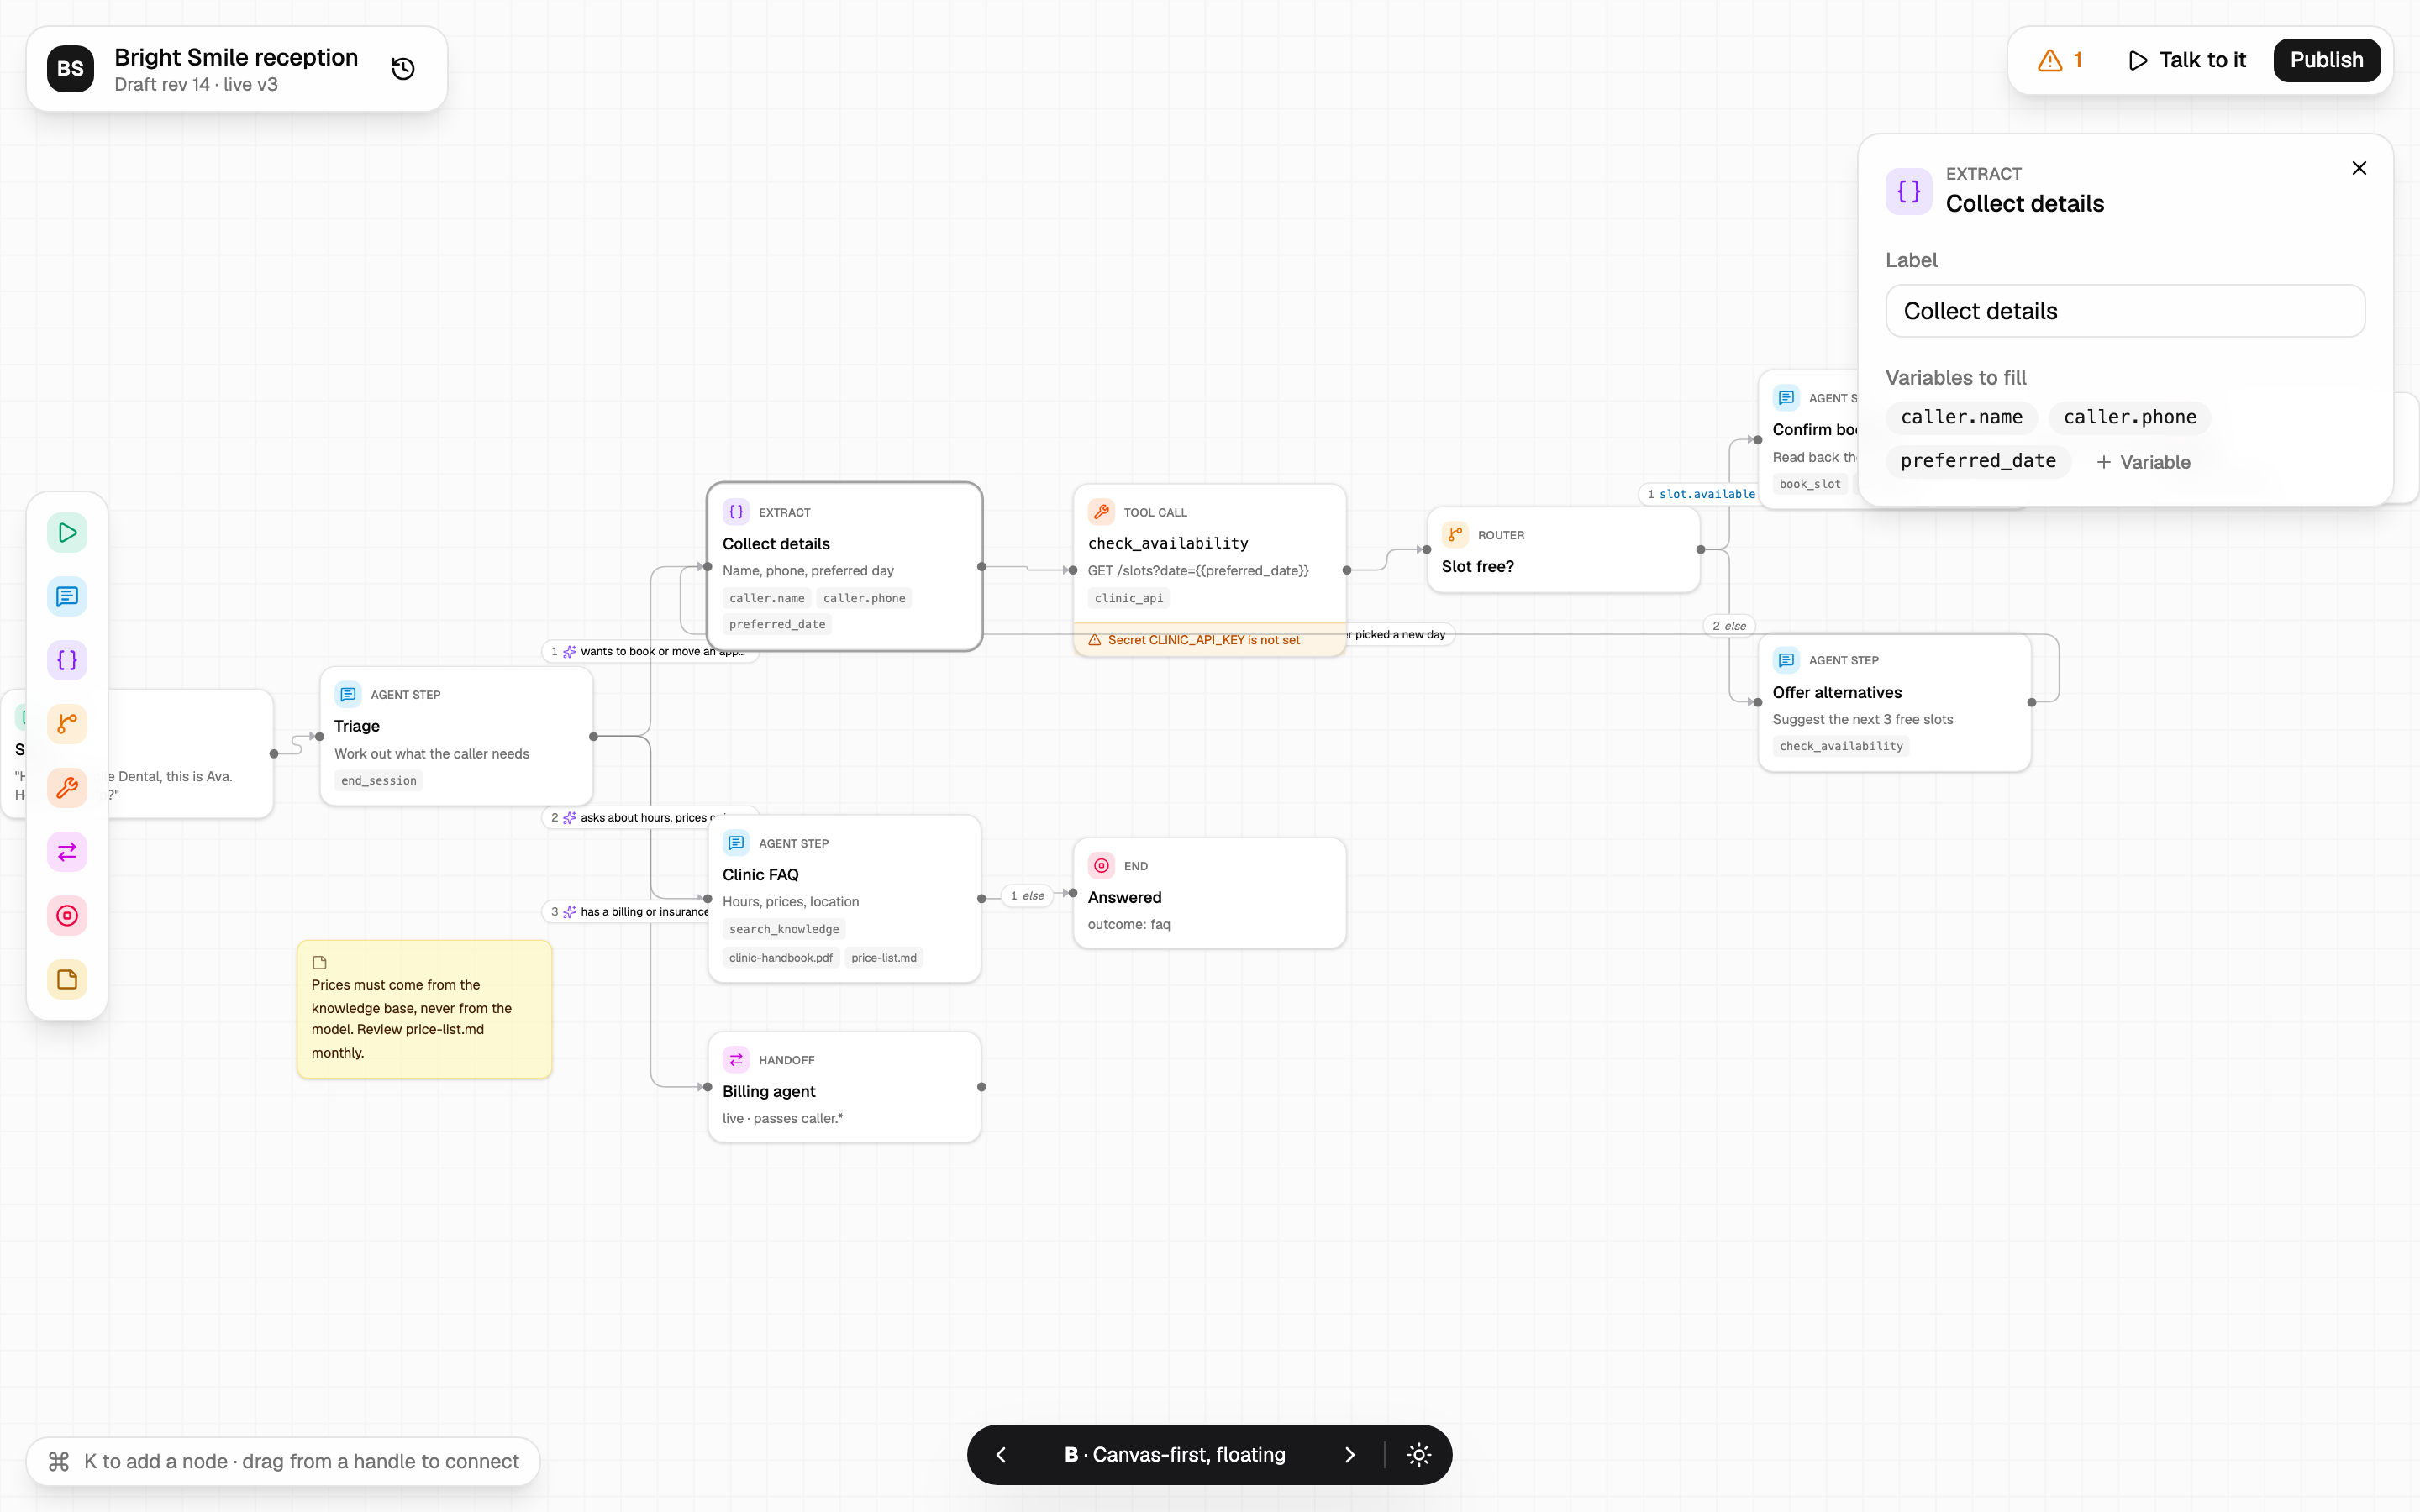 BS
Bright Smile reception
Draft rev 14 · live v3
1
Talk to it
Publish
EXTRACT
Collect details
Label
Collect details
Variables to fill
caller.name
caller.phone
preferred_date
+ Variable
AGENT S
Confirm
Read back
book_slot
1 slot.available
EXTRACT
Collect details
Name, phone, preferred day
caller.name
caller.phone
preferred_date
TOOL CALL
check_availability
GET /slots?date={{preferred_date}}
clinic_api
Secret CLINIC_API_KEY is not set
picked a new day
ROUTER
Slot free?
2 else
AGENT STEP
Offer alternatives
Suggest the next 3 free slots
check_availability
1 wants to book or move an app…
AGENT STEP
Triage
Work out what the caller needs
end_session
Dental, this is Ava.
?"
2 asks about hours, prices
AGENT STEP
Clinic FAQ
Hours, prices, location
search_knowledge
clinic-handbook.pdf
price-list.md
1 else
END
Answered
outcome: faq
3 has a billing or insurance
Prices must come from the
knowledge base, never from the
model. Review price-list.md
monthly.
HANDOFF
Billing agent
live · passes caller.*
⌘ K to add a node · drag from a handle to connect
B · Canvas-first, floating